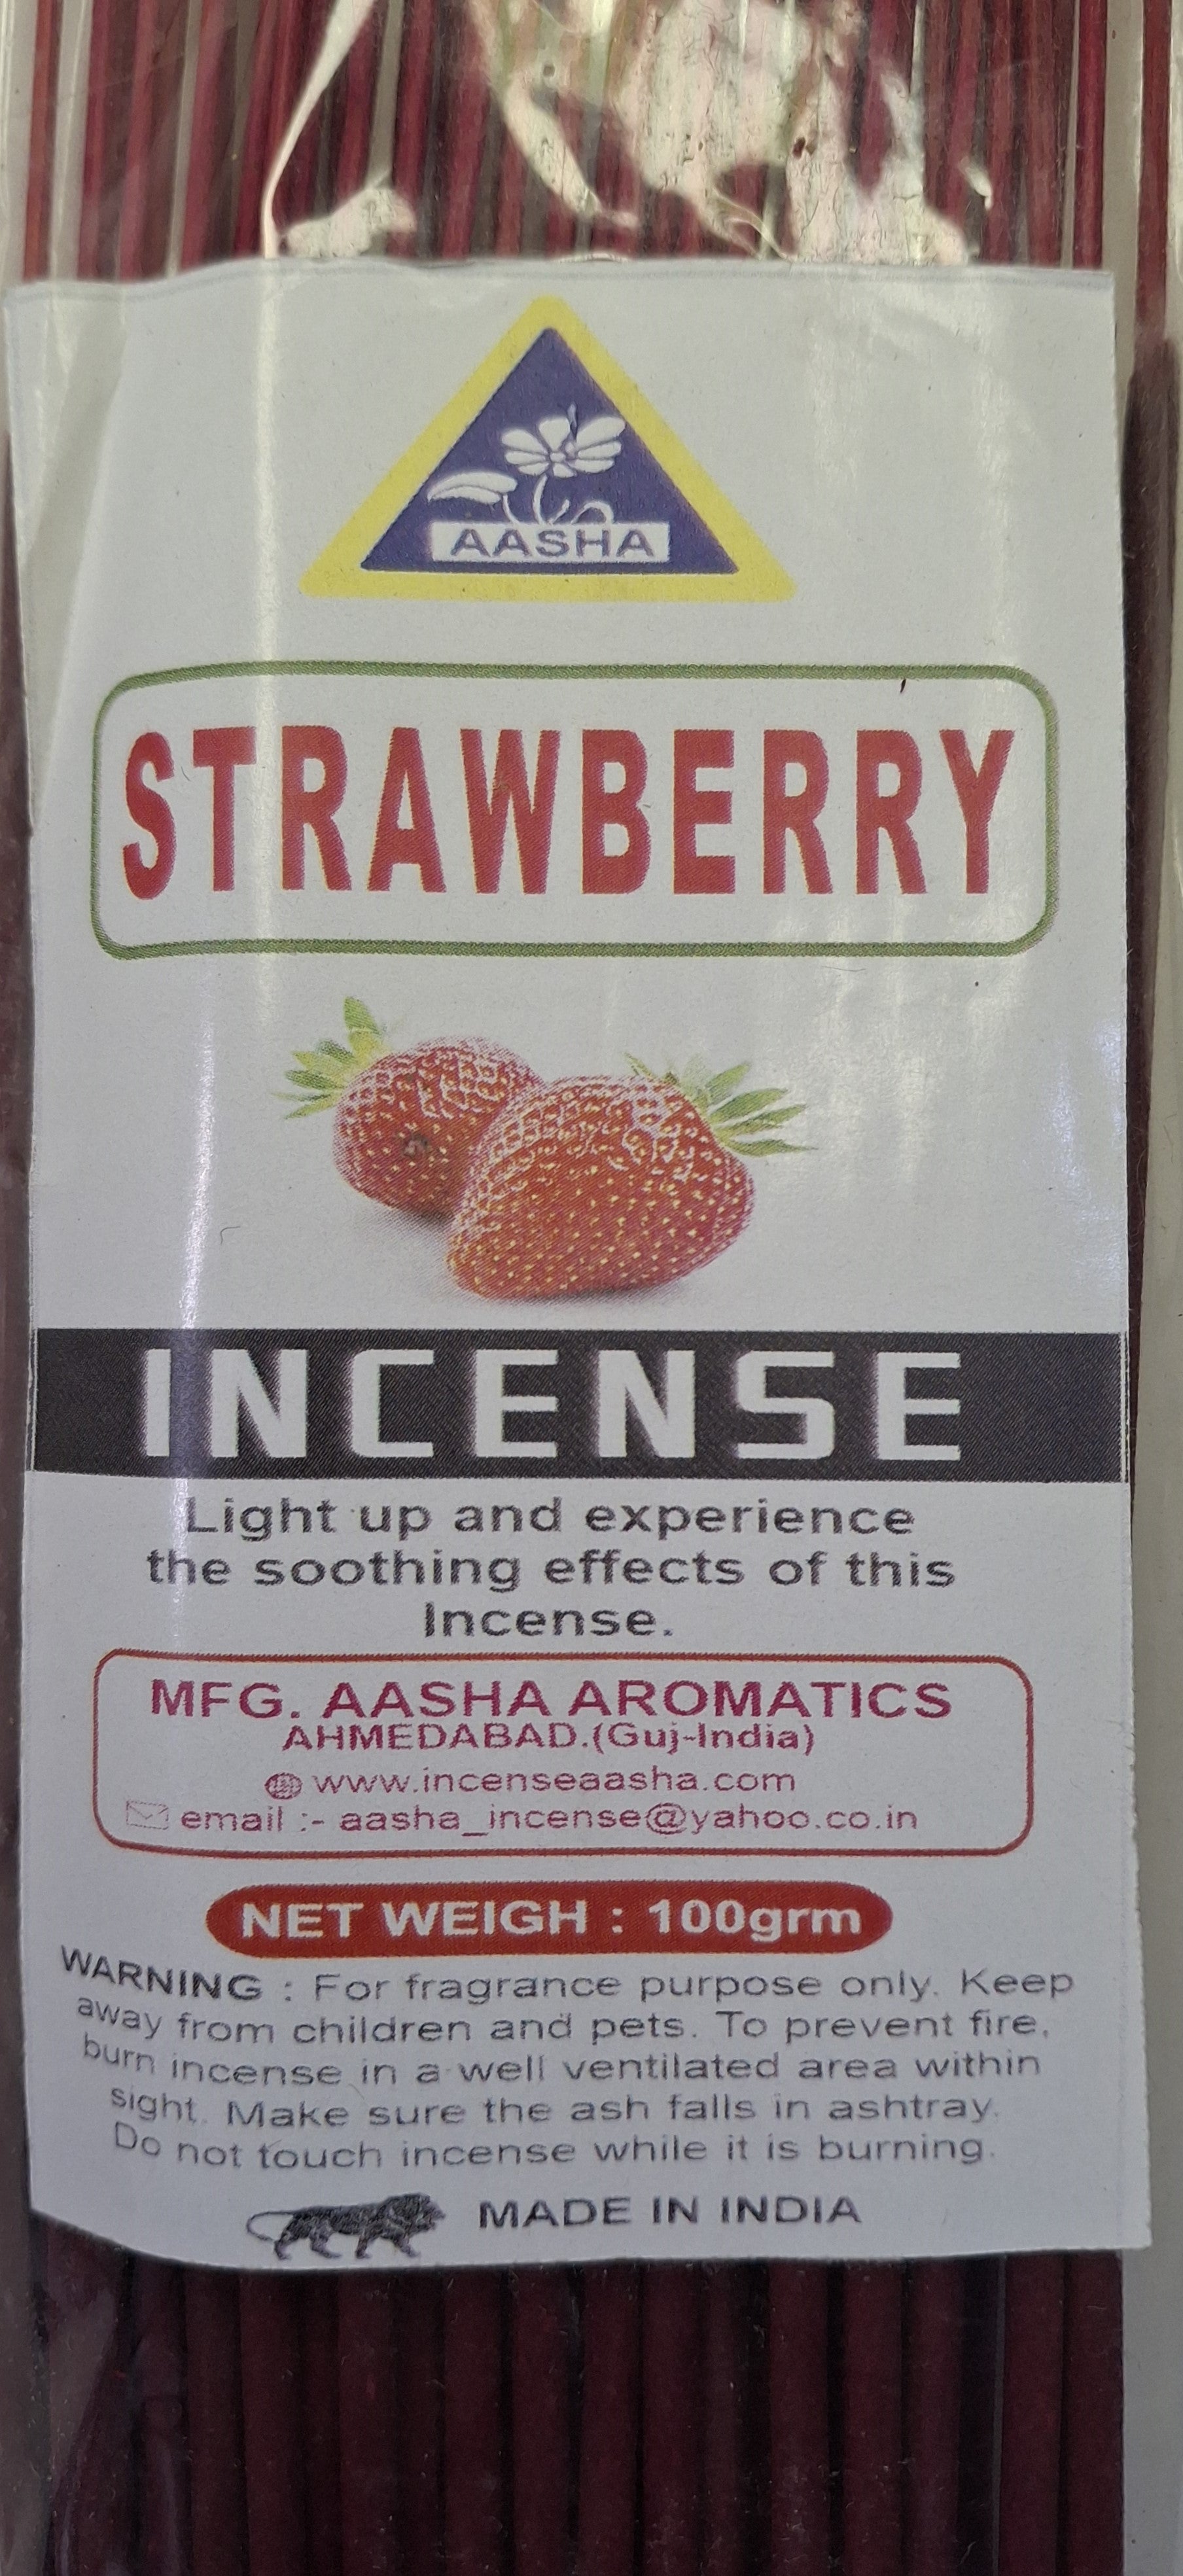 AASHA
STRAWBERRY
INCENSE
Light up and experience
the soothing effects of this
Incense.
MFG. AASHA AROMATICS
AHMEDABAD.(Guj-India)
www.incenseaasha.com
email :- aasha_incense@yahoo.co.in
NET WEIGH : 100grm
WARNING : For fragrance purpose only. Keep
away from children and pets. To prevent fire,
burn incense in a well ventilated area within
sight. Make sure the ash falls in ashtray.
Do not touch incense while it is burning.
MADE IN INDIA